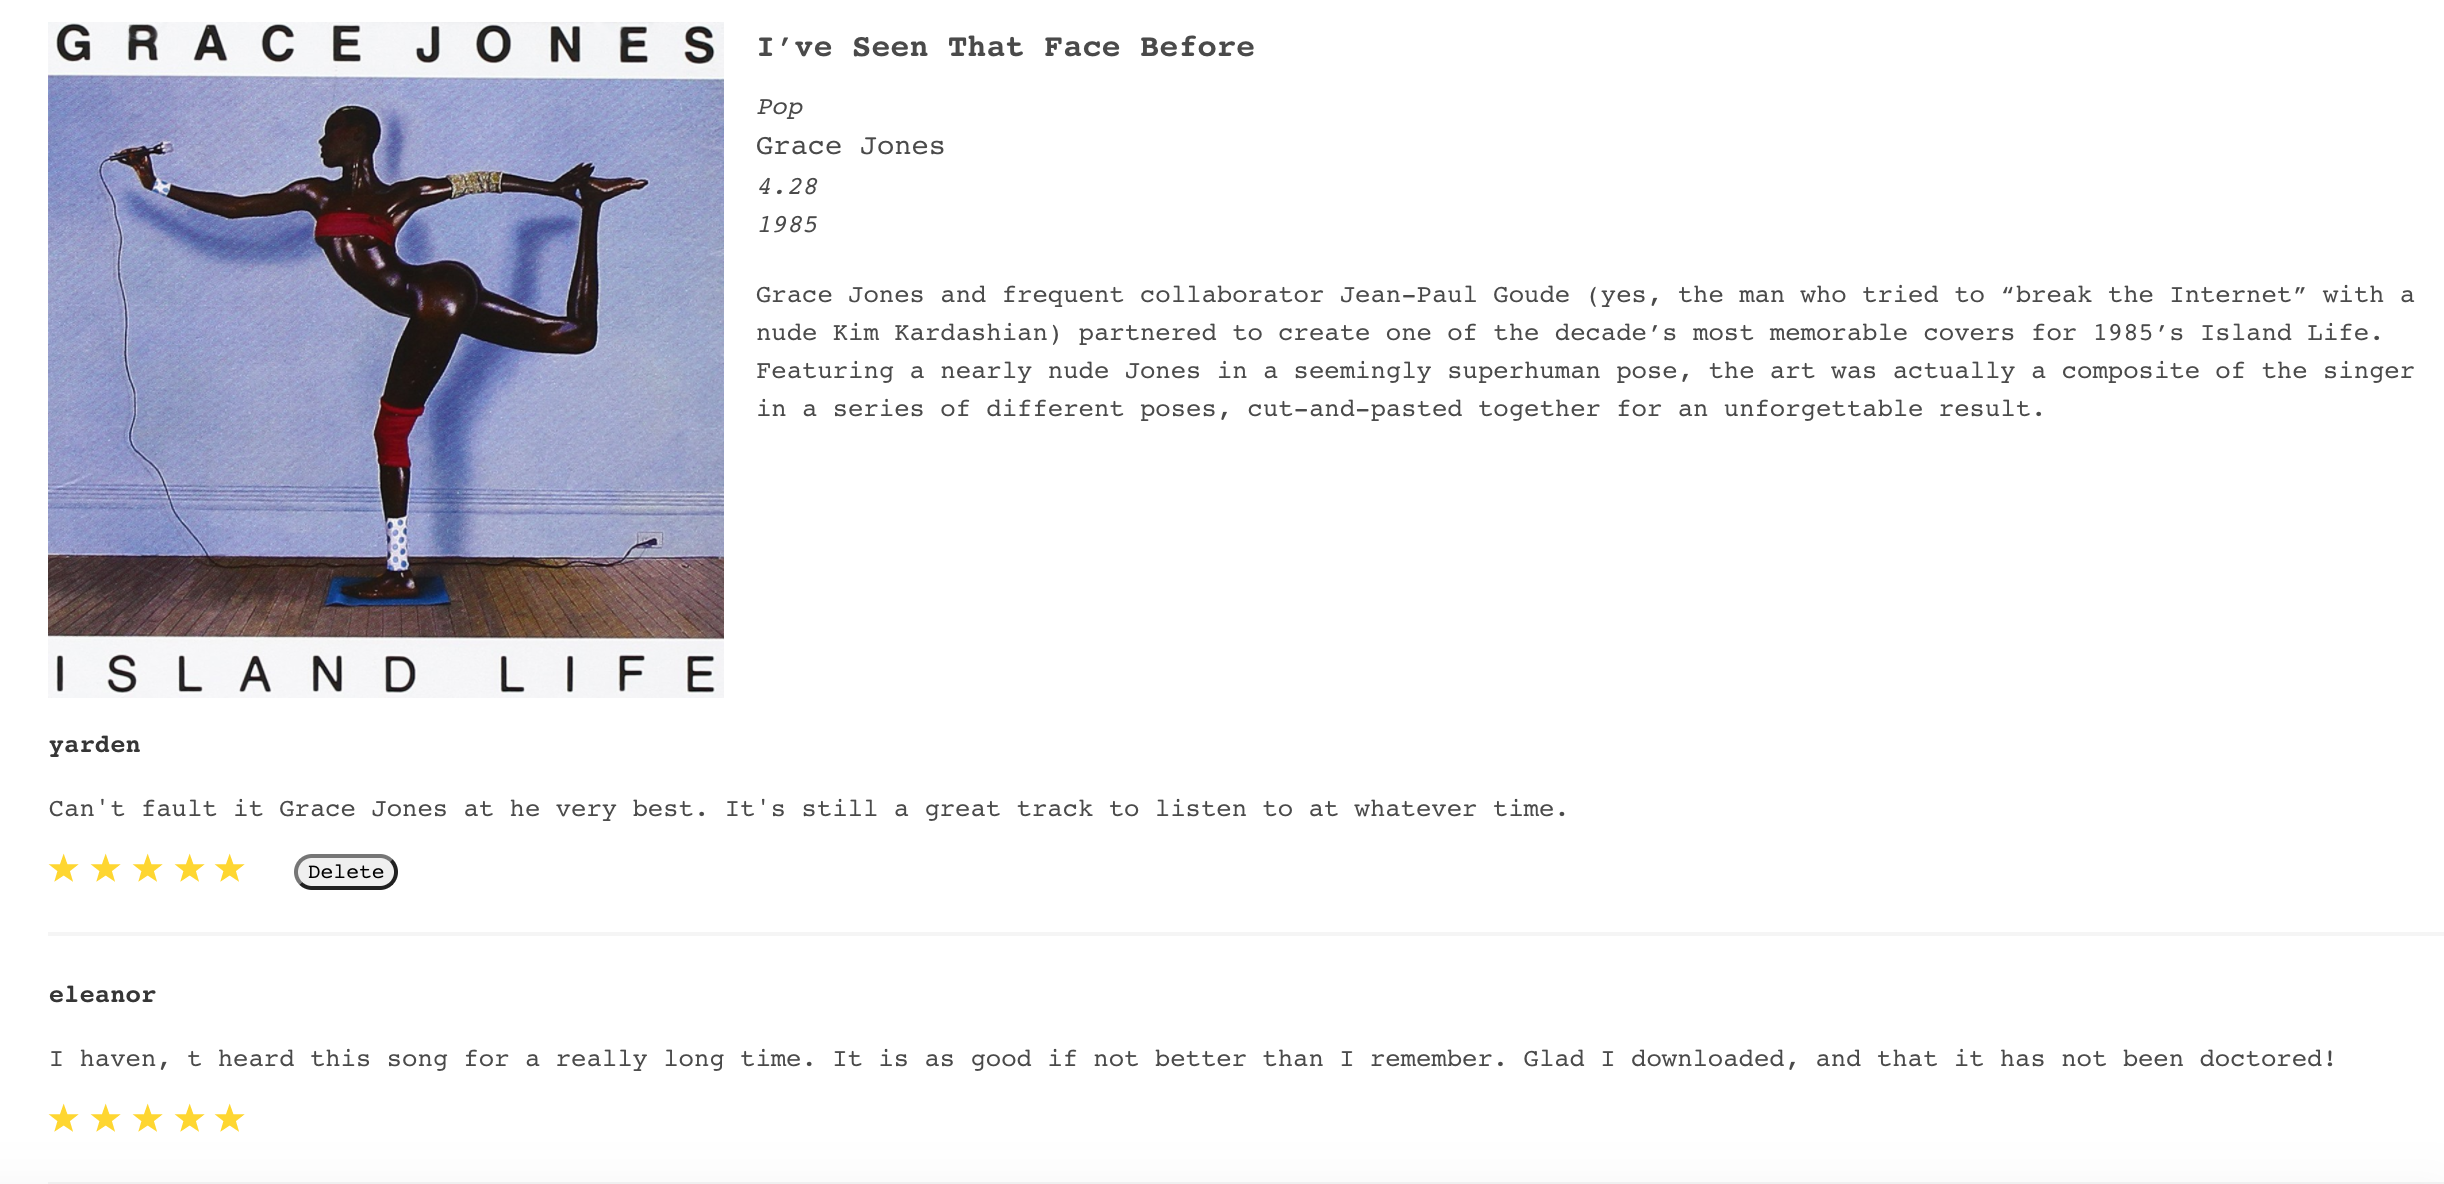 GRACE JONES
ISLAND LIFE
I’ve Seen That Face Before
Pop
Grace Jones
4.28
1985
Grace Jones and frequent collaborator Jean-Paul Goude (yes, the man who tried to “break the Internet” with a
nude Kim Kardashian) partnered to create one of the decade’s most memorable covers for 1985’s Island Life.
Featuring a nearly nude Jones in a seemingly superhuman pose, the art was actually a composite of the singer
in a series of different poses, cut-and-pasted together for an unforgettable result.
yarden
Can't fault it Grace Jones at he very best. It's still a great track to listen to at whatever time.
Delete
eleanor
I haven, t heard this song for a really long time. It is as good if not better than I remember. Glad I downloaded, and that it has not been doctored!